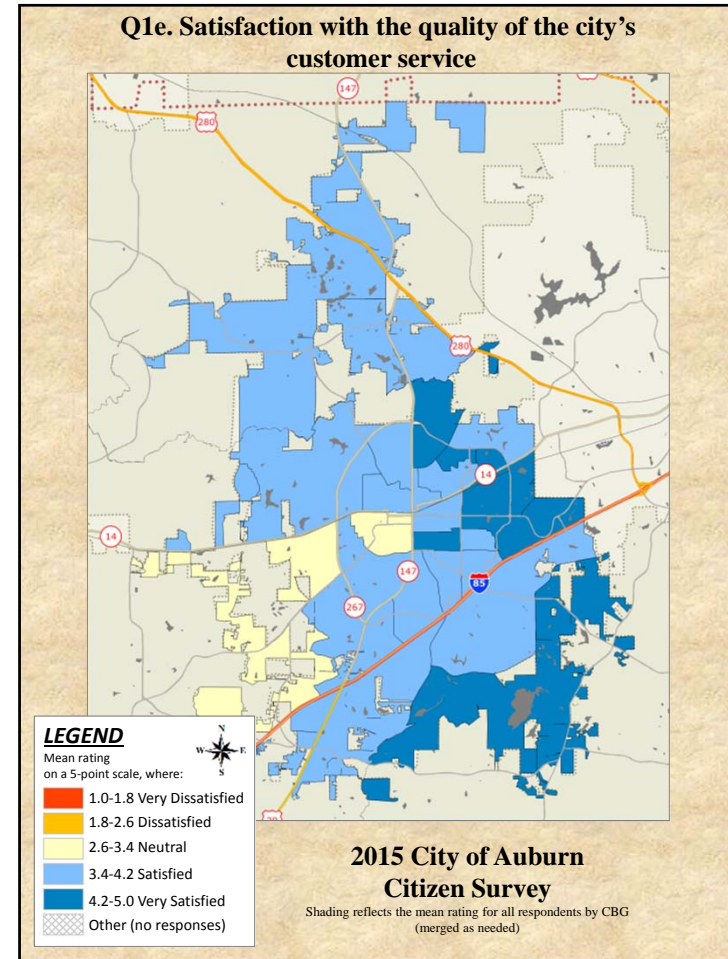 Q1e. Satisfaction with the quality of the city’s
customer service
147
280
280
14
14
147
85
267
LEGEND
Mean rating
on a 5-point scale, where:
N
W E
S
1.0-1.8 Very Dissatisfied
1.8-2.6 Dissatisfied
2.6-3.4 Neutral
3.4-4.2 Satisfied
4.2-5.0 Very Satisfied
Other (no responses)
2015 City of Auburn
Citizen Survey
Shading reflects the mean rating for all respondents by CBG
(merged as needed)